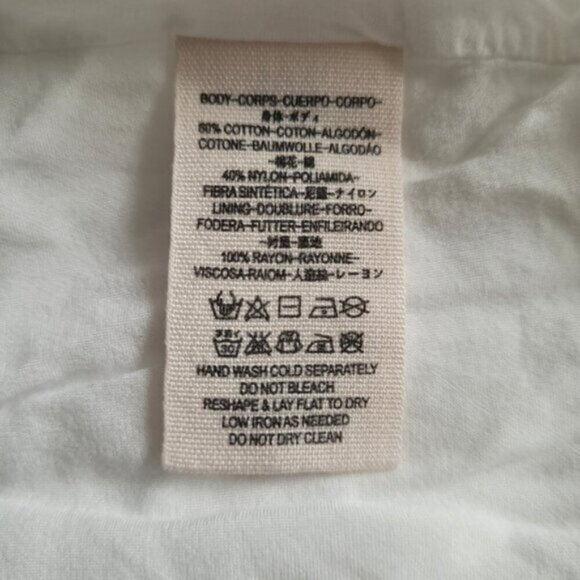 BODY-CORPS-CUERPO-CORPO-
身体-ボディ
60% COTTON-COTON-ALGODÓN-
COTONE-BAUMWOLLE-ALGODÃO
-棉花-綿
40% NYLON-POLIAMIDA-
FIBRA SINTÉTICA-尼龍-ナイロン
LINING-DOUBLURE-FORRO-
FODERA-FUTTER-ENFILEIRANDO
-衬里-裏地
100% RAYON-RAYONNE-
VISCOSA-RAIOM-人造絲-レーヨン
HAND WASH COLD SEPARATELY
DO NOT BLEACH
RESHAPE & LAY FLAT TO DRY
LOW IRON AS NEEDED
DO NOT DRY CLEAN